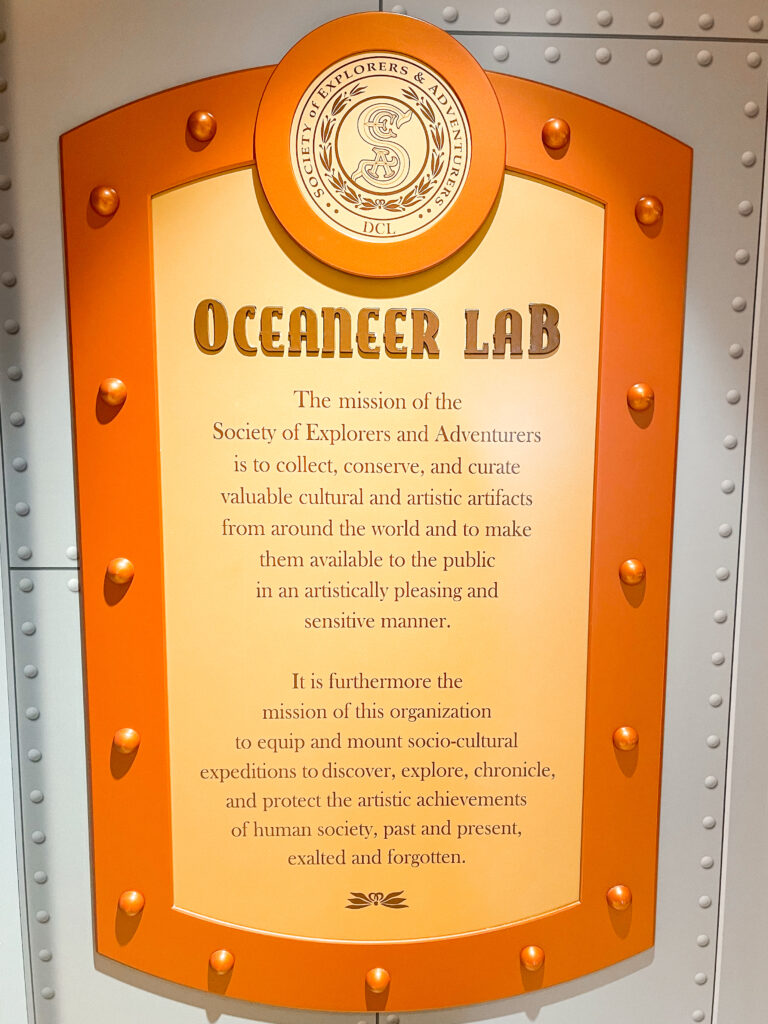 Society of Explorers & Adventurers
SEA
DCL
Oceaneer Lab
The mission of the
Society of Explorers and Adventurers
is to collect, conserve, and curate
valuable cultural and artistic artifacts
from around the world and to make
them available to the public
in an artistically pleasing and
sensitive manner.
It is furthermore the
mission of this organization
to equip and mount socio-cultural
expeditions to discover, explore, chronicle,
and protect the artistic achievements
of human society, past and present,
exalted and forgotten.